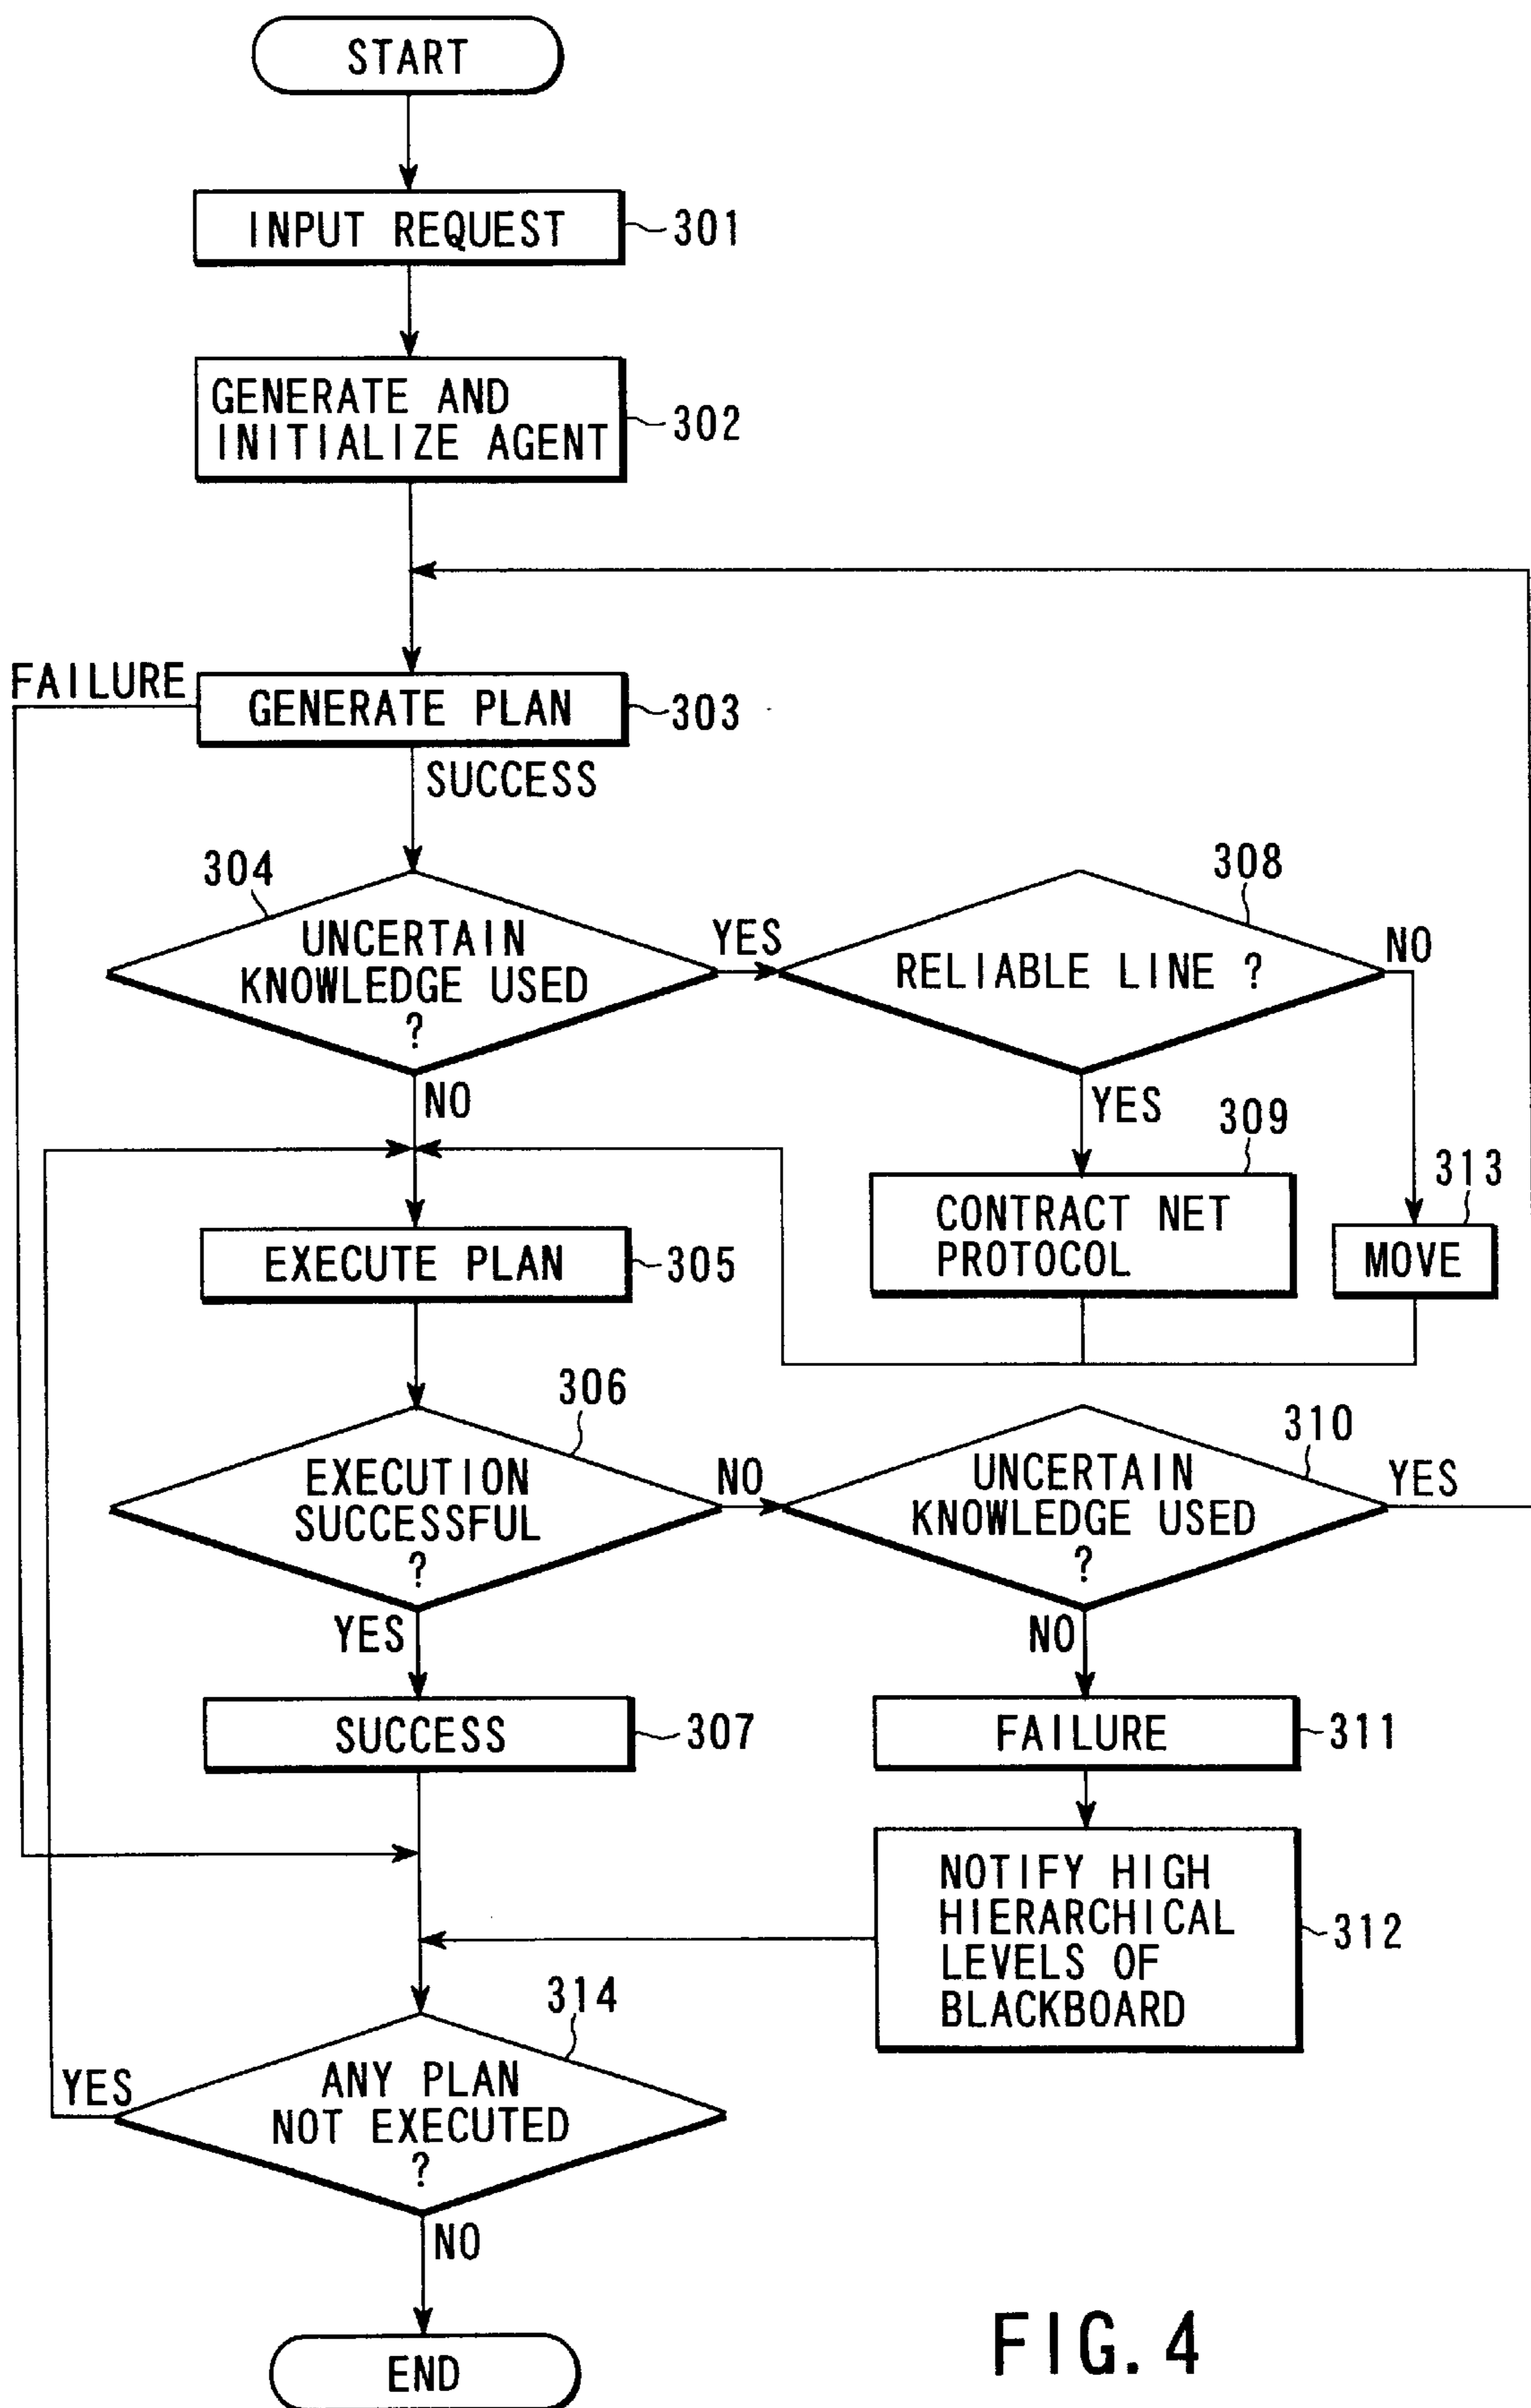 START
INPUT REQUEST
301
GENERATE AND
INITIALIZE AGENT
302
FAILURE
GENERATE PLAN
303
SUCCESS
304
UNCERTAIN
KNOWLEDGE USED
?
YES
308
RELIABLE LINE ?
NO
NO
YES
309
CONTRACT NET
PROTOCOL
313
MOVE
EXECUTE PLAN
305
306
EXECUTION
SUCCESSFUL
?
NO
310
UNCERTAIN
KNOWLEDGE USED
?
YES
YES
NO
SUCCESS
307
FAILURE
311
NOTIFY HIGH
HIERARCHICAL
LEVELS OF
BLACKBOARD
312
314
ANY PLAN
NOT EXECUTED
?
YES
NO
END
FIG. 4